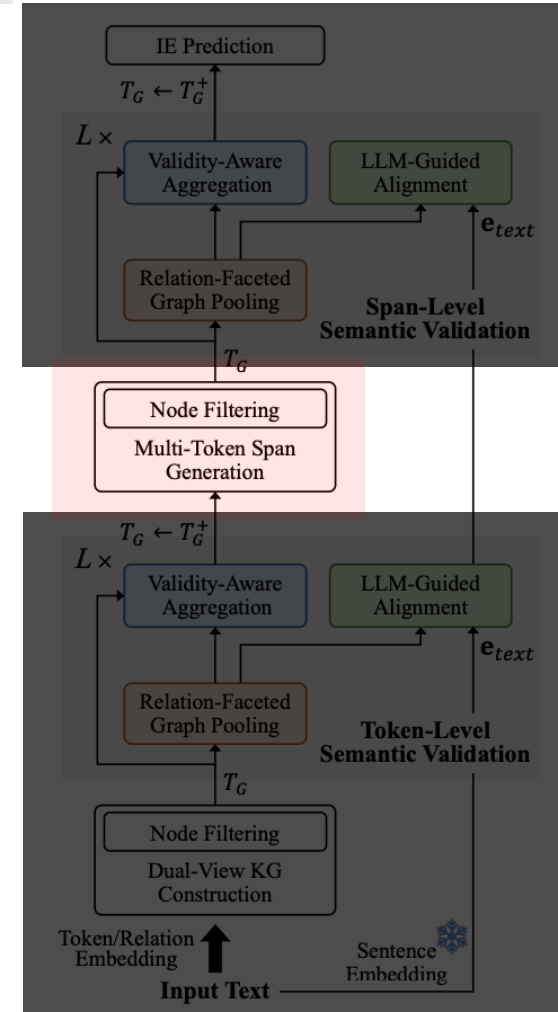 IE Prediction
T_G ← T_G^+
L ×
Validity-Aware
Aggregation
LLM-Guided
Alignment
e_text
Relation-Faceted
Graph Pooling
Span-Level
Semantic Validation
T_G
Node Filtering
Multi-Token Span
Generation
T_G ← T_G^+
L ×
Validity-Aware
Aggregation
LLM-Guided
Alignment
e_text
Relation-Faceted
Graph Pooling
Token-Level
Semantic Validation
T_G
Node Filtering
Dual-View KG
Construction
Token/Relation
Embedding
Sentence
Embedding
Input Text